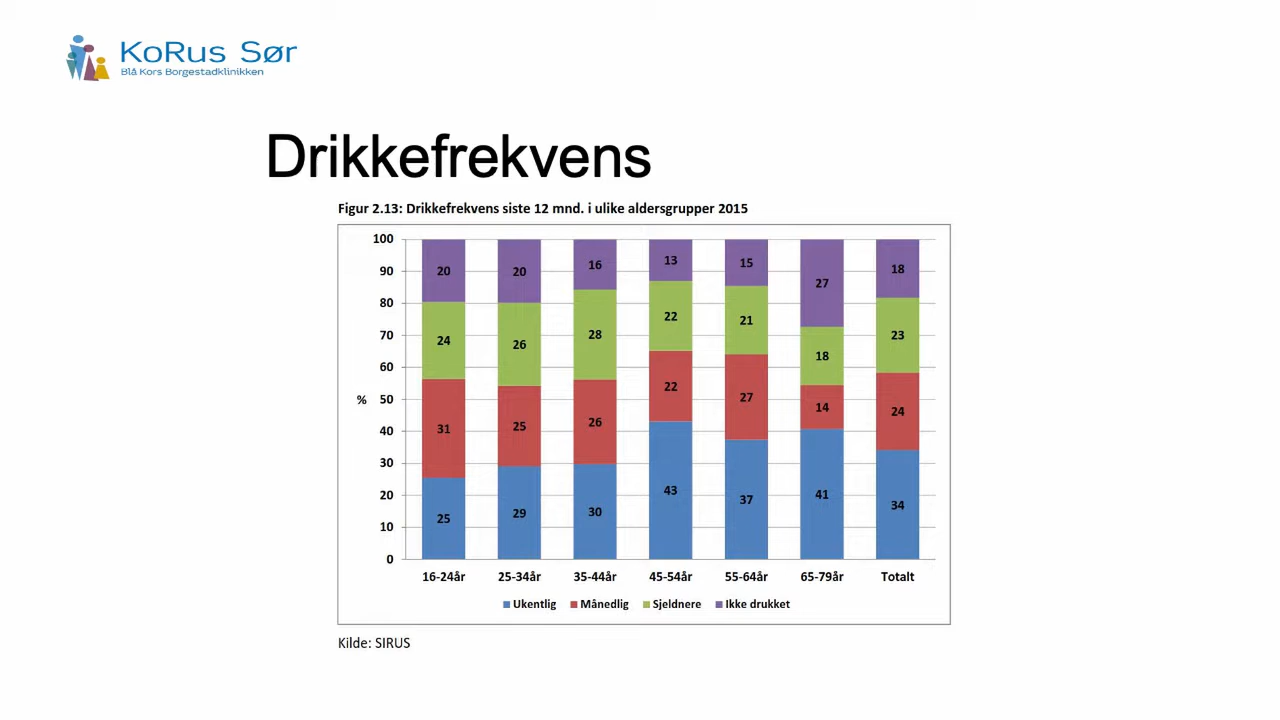 KoRus Sør
Blå Kors Borgestadklinikken
Drikkefrekvens
Figur 2.13: Drikkefrekvens siste 12 mnd. i ulike aldersgrupper 2015
100
90
80
70
60
% 50
40
30
20
10
0
20 20 16 13 15 27 18
24 26 28 22 21 18 23
31 25 26 22 27 14 24
25 29 30 43 37 41 34
16-24år 25-34år 35-44år 45-54år 55-64år 65-79år Totalt
Ukentlig Månedlig Sjeldnere Ikke drukket
Kilde: SIRUS